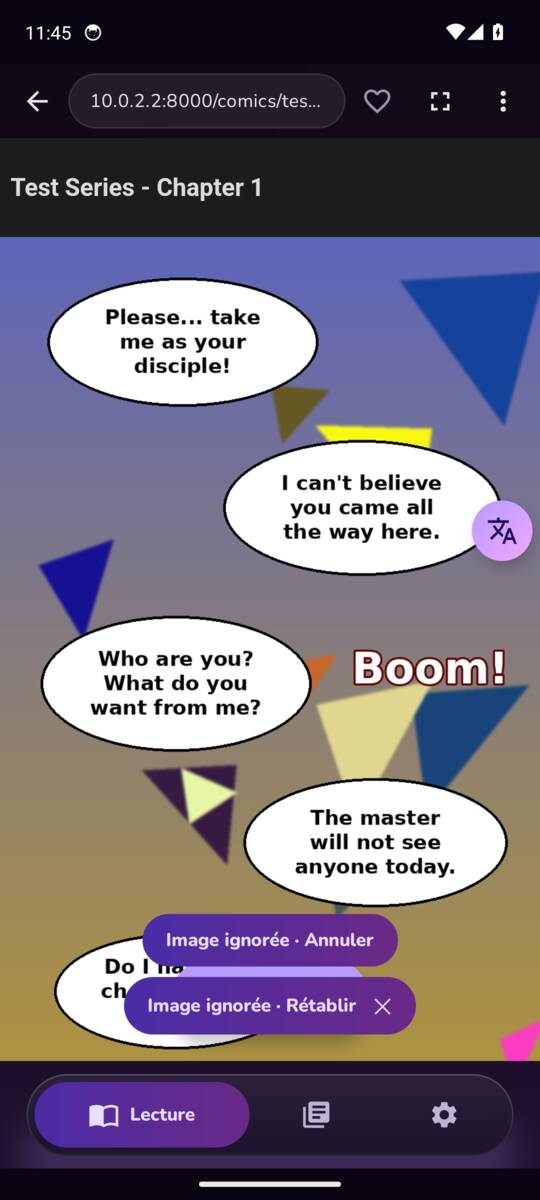 11:45
10.0.2.2:8000/comics/tes...
Test Series - Chapter 1
Please... take
me as your
disciple!
I can't believe
you came all
the way here.
Who are you?
What do you
want from me?
Boom!
The master
will not see
anyone today.
Image ignorée · Annuler
Do I
ch
Image ignorée · Rétablir
Lecture